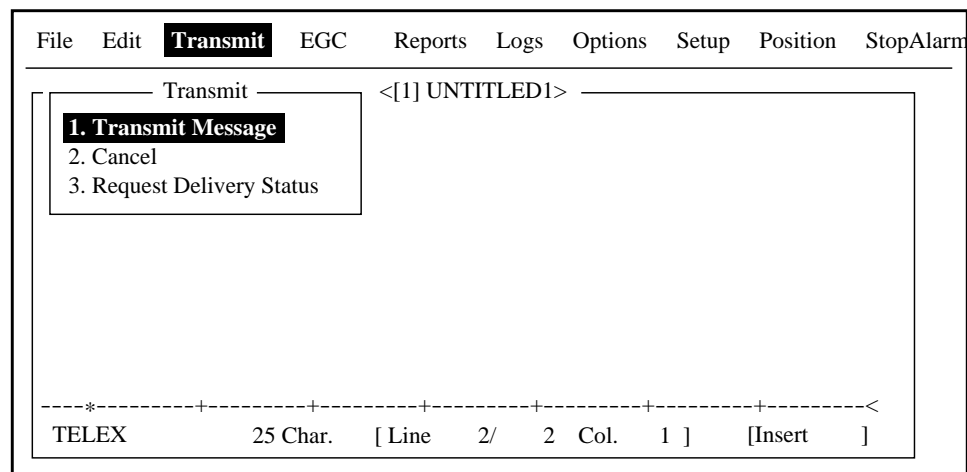 File Edit Transmit EGC Reports Logs Options Setup Position StopAlarm
Transmit <[1] UNTITLED1>
1. Transmit Message
2. Cancel
3. Request Delivery Status
----*---------+---------+---------+---------+---------+---------+---------<
TELEX 25 Char. [ Line 2/ 2 Col. 1 ] [Insert ]